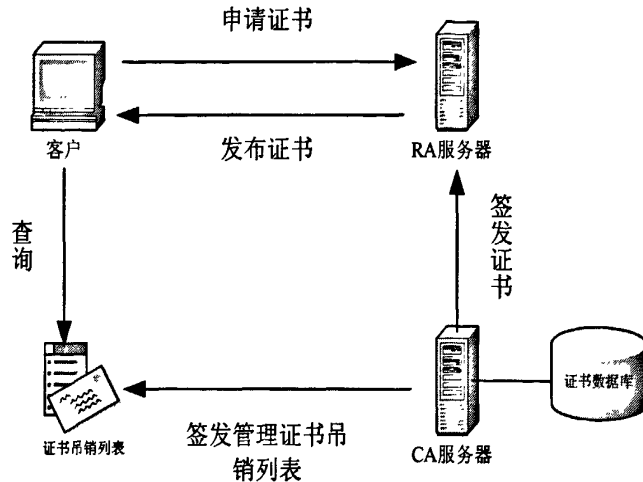 申请证书
客户
发布证书
RA服务器
查询
签发证书
证书数据库
证书吊销列表
签发管理证书吊
销列表
CA服务器